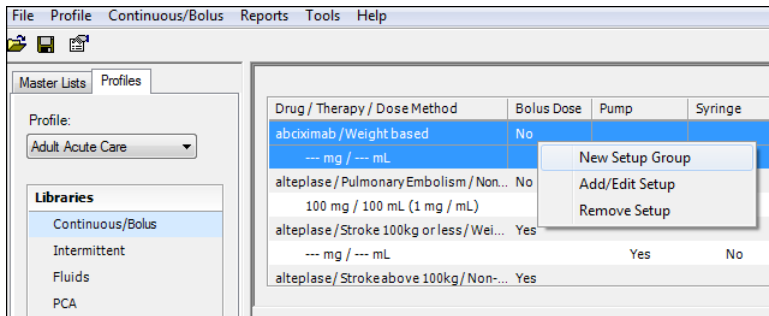 File Profile Continuous/Bolus Reports Tools Help
Master Lists Profiles
Profile:
Adult Acute Care
Libraries
Continuous/Bolus
Intermittent
Fluids
PCA
Drug / Therapy / Dose Method Bolus Dose Pump Syringe
abciximab / Weight based No
--- mg / --- mL
alteplase / Pulmonary Embolism / Non... No
100 mg / 100 mL (1 mg / mL)
alteplase / Stroke 100kg or less / Wei... Yes
--- mg / --- mL Yes No
alteplase / Stroke above 100kg / Non-... Yes
New Setup Group
Add/Edit Setup
Remove Setup